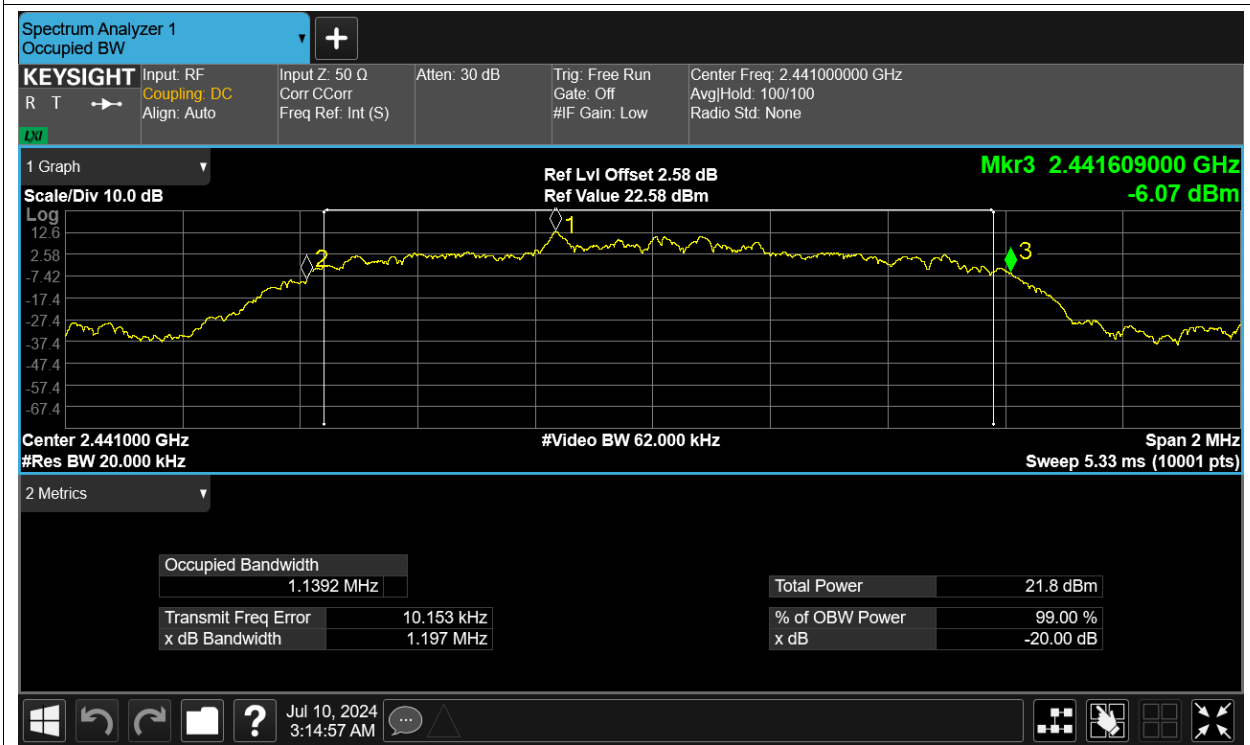 Spectrum Analyzer 1
Occupied BW
KEYSIGHT
R T
LXI
Input: RF
Coupling: DC
Align: Auto
Input Z: 50 Ω
Corr CCorr
Freq Ref: Int (S)
Atten: 30 dB
Trig: Free Run
Gate: Off
#IF Gain: Low
Center Freq: 2.441000000 GHz
Avg|Hold: 100/100
Radio Std: None
1 Graph
Scale/Div 10.0 dB
Ref Lvl Offset 2.58 dB
Ref Value 22.58 dBm
Mkr3 2.441609000 GHz
-6.07 dBm
Log
12.6
2.58
-7.42
-17.4
-27.4
-37.4
-47.4
-57.4
-67.4
1
2
3
Center 2.441000 GHz
#Res BW 20.000 kHz
#Video BW 62.000 kHz
Span 2 MHz
Sweep 5.33 ms (10001 pts)
2 Metrics
Occupied Bandwidth
1.1392 MHz
Transmit Freq Error 10.153 kHz
x dB Bandwidth 1.197 MHz
Total Power 21.8 dBm
% of OBW Power 99.00 %
x dB -20.00 dB
?
Jul 10, 2024
3:14:57 AM